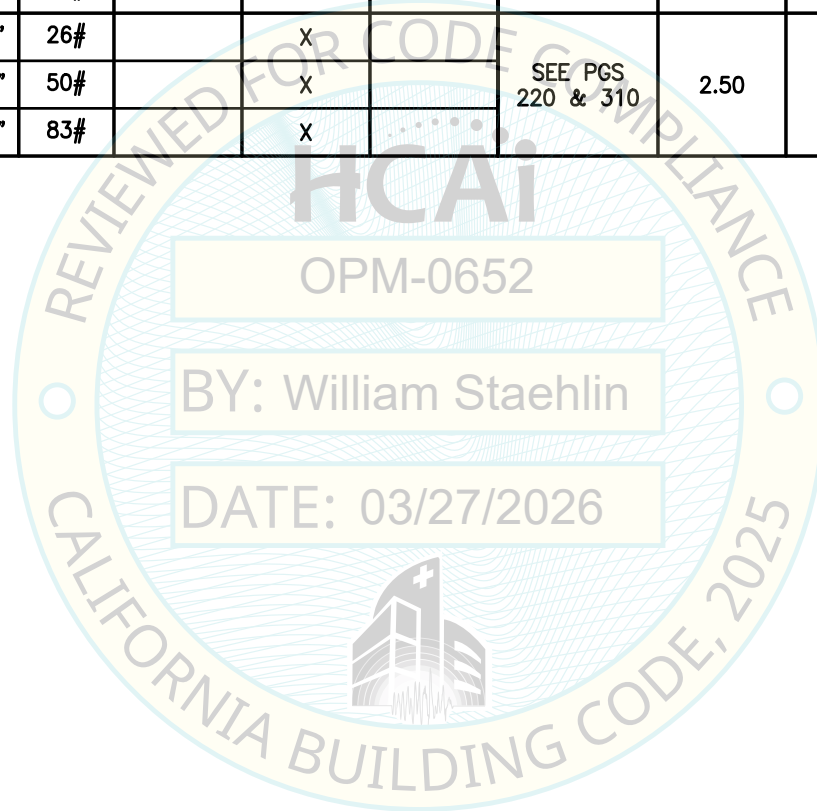 " 26# X
" 50# X SEE PGS 2.50
220 & 310
" 83# X
REVIEWED FOR CODE COMPLIANCE
HCAi
OPM-0652
BY: William Staehlin
DATE: 03/27/2026
CALIFORNIA BUILDING CODE, 2025